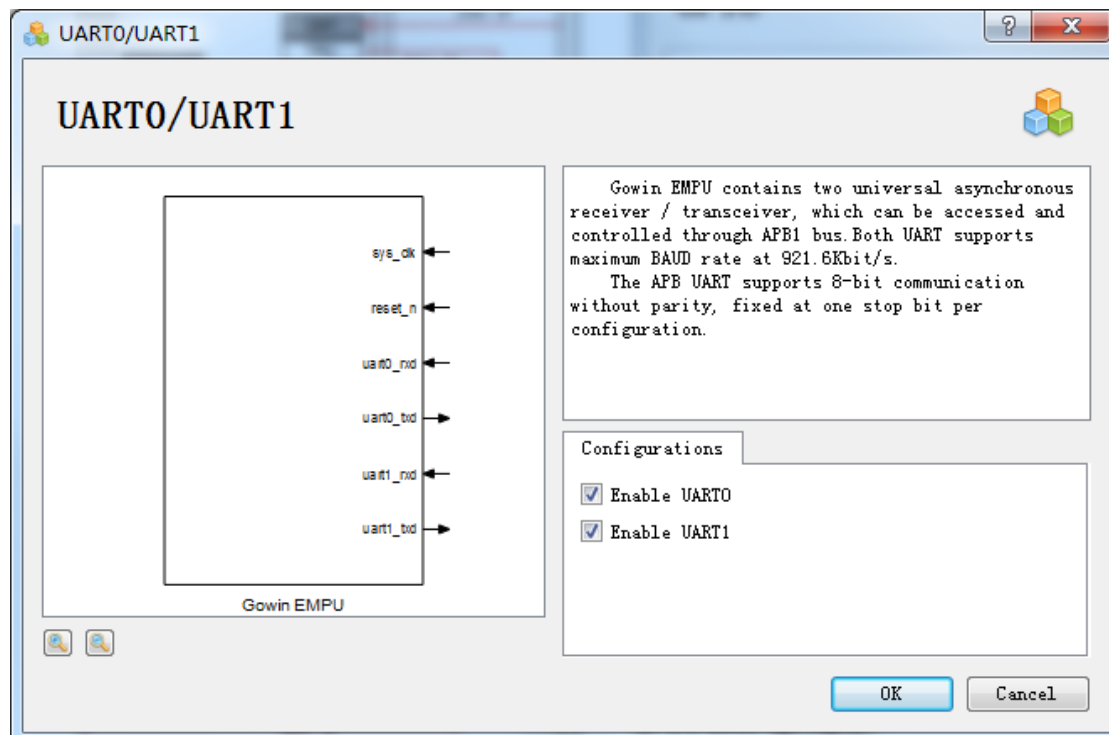 UART0/UART1
?
X
UART0/UART1
sys_clk
reset_n
uart0_rxd
uart0_txd
uart1_rxd
uart1_txd
Gowin EMPU
Gowin EMPU contains two universal asynchronous
receiver / transceiver, which can be accessed and
controlled through APB1 bus.Both UART supports
maximum BAUD rate at 921.6Kbit/s.
The APB UART supports 8-bit communication
without parity, fixed at one stop bit per
configuration.
Configurations
Enable UART0
Enable UART1
OK
Cancel